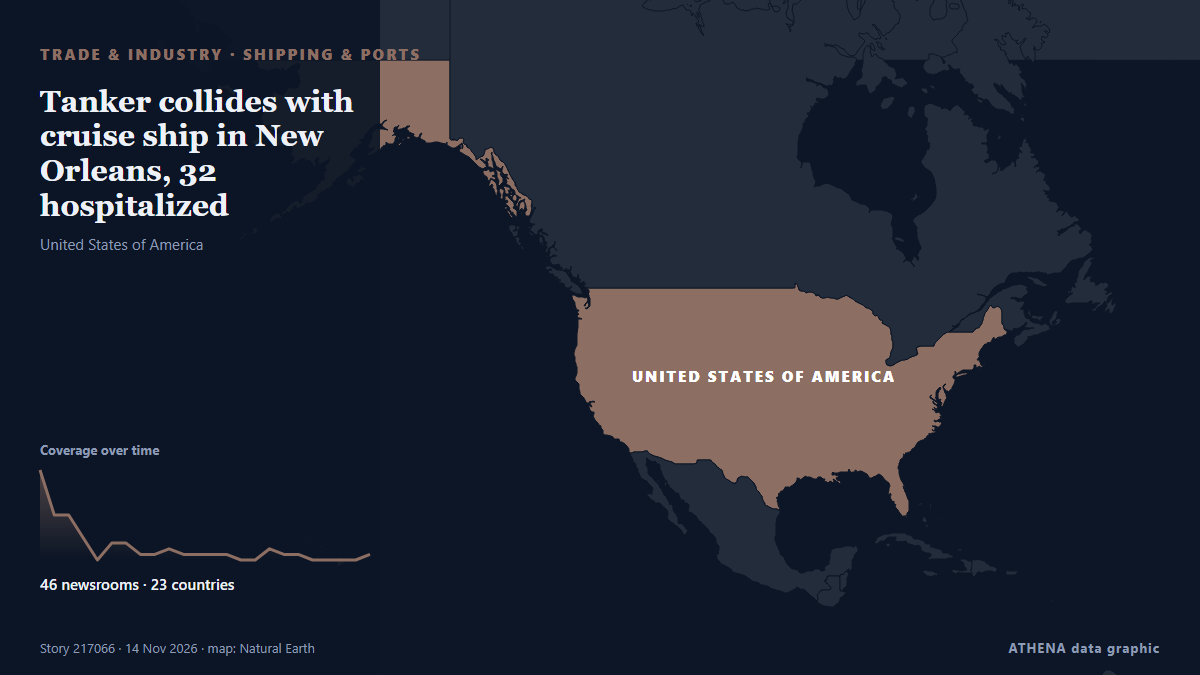 TRADE & INDUSTRY · SHIPPING & PORTS
Tanker collides with
cruise ship in New
Orleans, 32
hospitalized
United States of America
UNITED STATES OF AMERICA
Coverage over time
46 newsrooms · 23 countries
Story 217066 · 14 Nov 2026 · map: Natural Earth
ATHENA data graphic